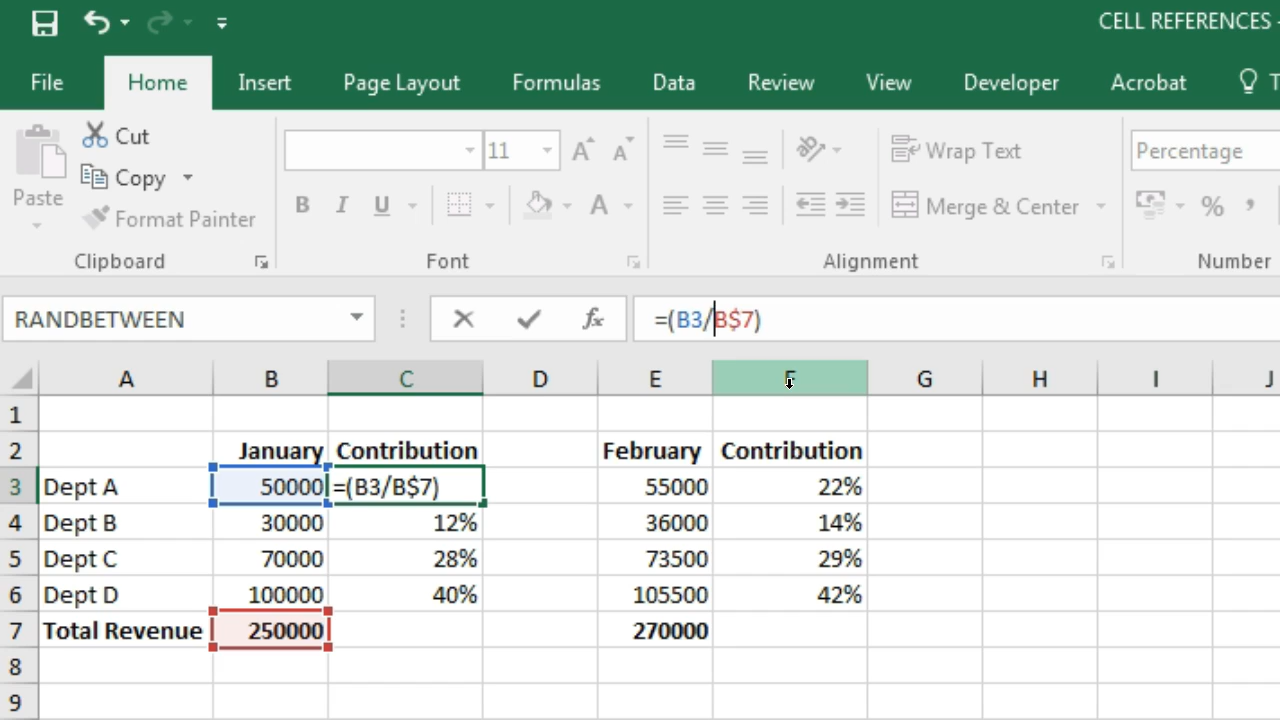 CELL REFERENCES -
File Home Insert Page Layout Formulas Data Review View Developer Acrobat T
Paste
Cut
Copy
Format Painter
Clipboard
11 A A
B I U A
Font
Wrap Text
Merge & Center
Alignment
Percentage
% ,
Number
RANDBETWEEN fx =(B3/B$7)
A B C D E F G H I J
1
2 January Contribution February Contribution
3 Dept A 50000 =(B3/B$7) 55000 22%
4 Dept B 30000 12% 36000 14%
5 Dept C 70000 28% 73500 29%
6 Dept D 100000 40% 105500 42%
7 Total Revenue 250000 270000
8
9